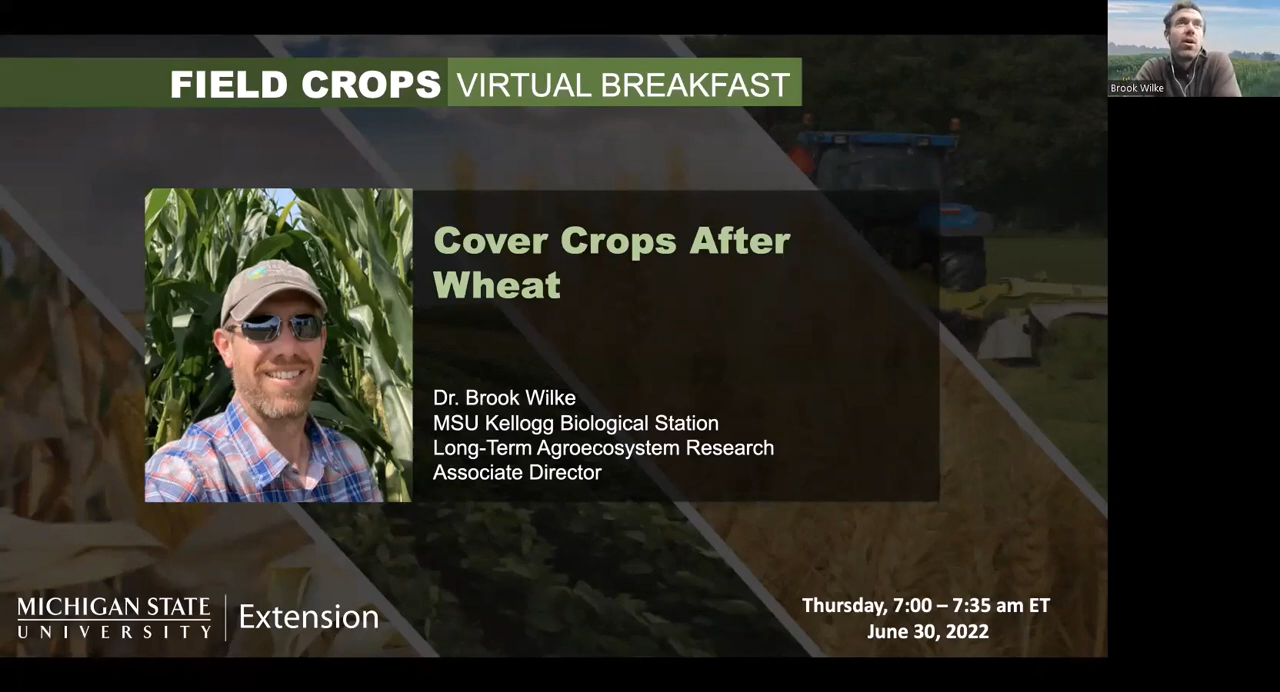 FIELD CROPS VIRTUAL BREAKFAST
Brook Wilke
Cover Crops After
Wheat
Dr. Brook Wilke
MSU Kellogg Biological Station
Long-Term Agroecosystem Research
Associate Director
MICHIGAN STATE
UNIVERSITY
Extension
Thursday, 7:00 – 7:35 am ET
June 30, 2022